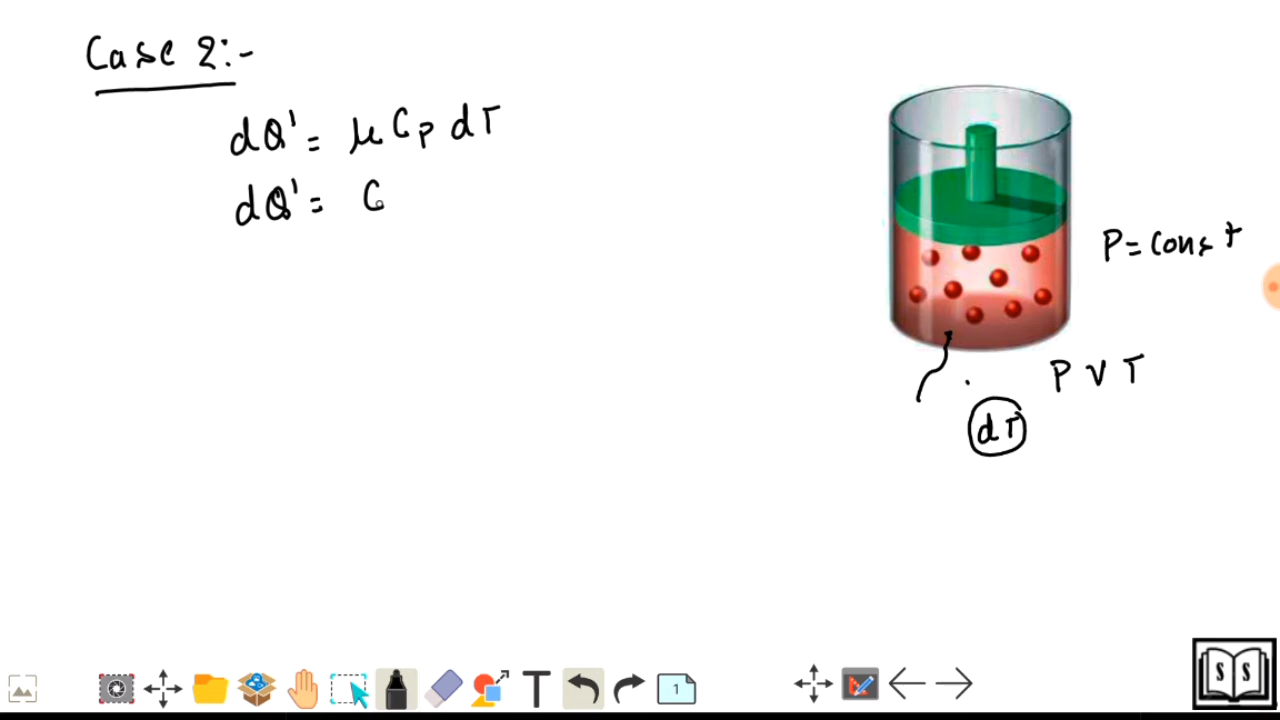 Case 2:-
dQ' = μ Cp dT
dQ' = C
P = Const
P V T
dT
T
1
S S